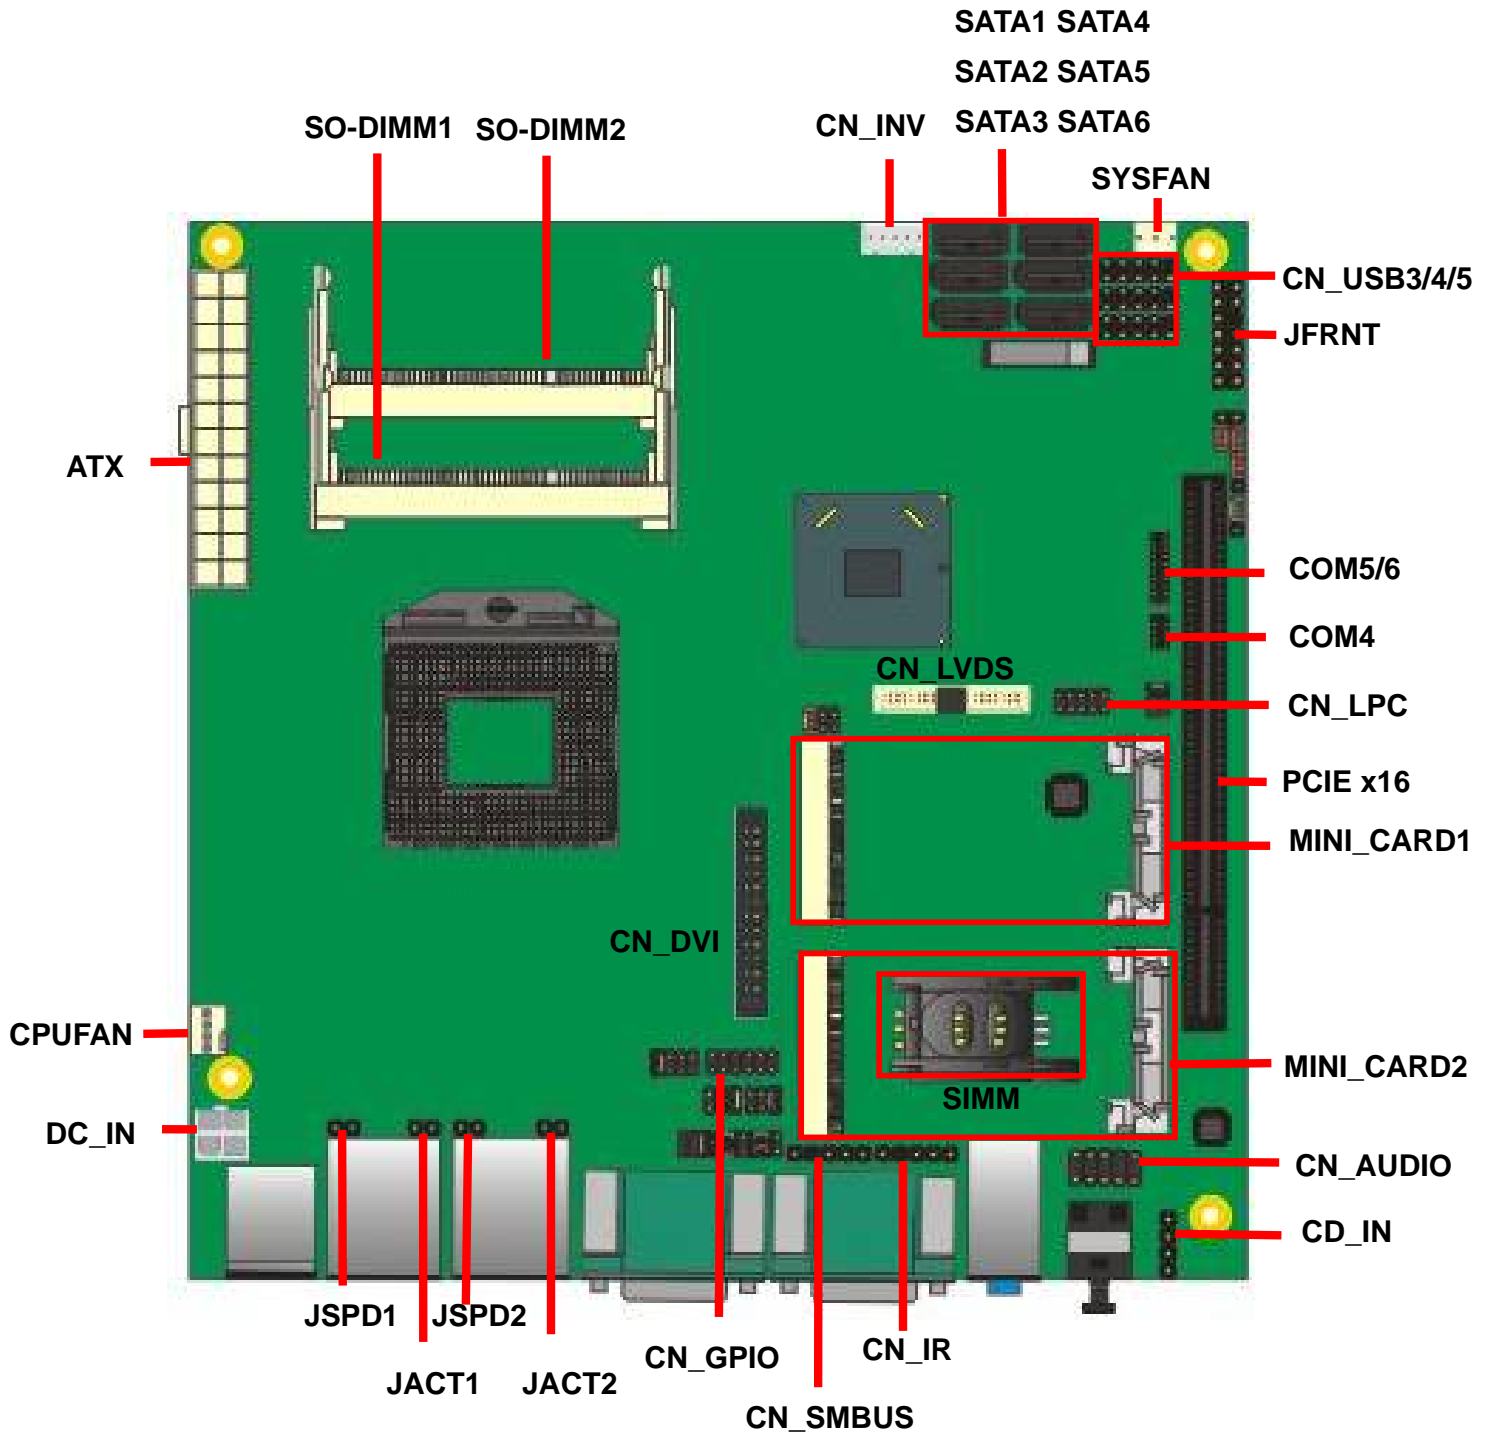 SATA1 SATA4
SATA2 SATA5
SATA3 SATA6
SO-DIMM1
SO-DIMM2
CN_INV
SYSFAN
CN_USB3/4/5
JFRNT
ATX
COM5/6
COM4
CN_LVDS
CN_LPC
PCIE x16
MINI_CARD1
CN_DVI
CPUFAN
MINI_CARD2
SIMM
DC_IN
CN_AUDIO
CD_IN
JSPD1
JSPD2
CN_GPIO
CN_IR
JACT1
JACT2
CN_SMBUS